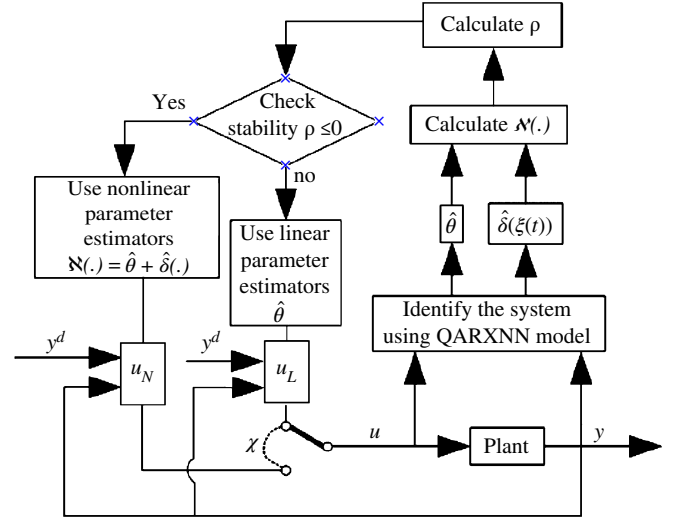 Calculate ρ
Yes
Check
stability ρ ≤0
no
Calculate ℵ(.)
Use nonlinear
parameter
estimators
ℵ(.) = θ̂ + δ̂(.)
Use linear
parameter
estimators
θ̂
θ̂
δ̂(ξ(t))
Identify the system
using QARXNN model
y^d
u_N
y^d
u_L
χ
u
Plant
y